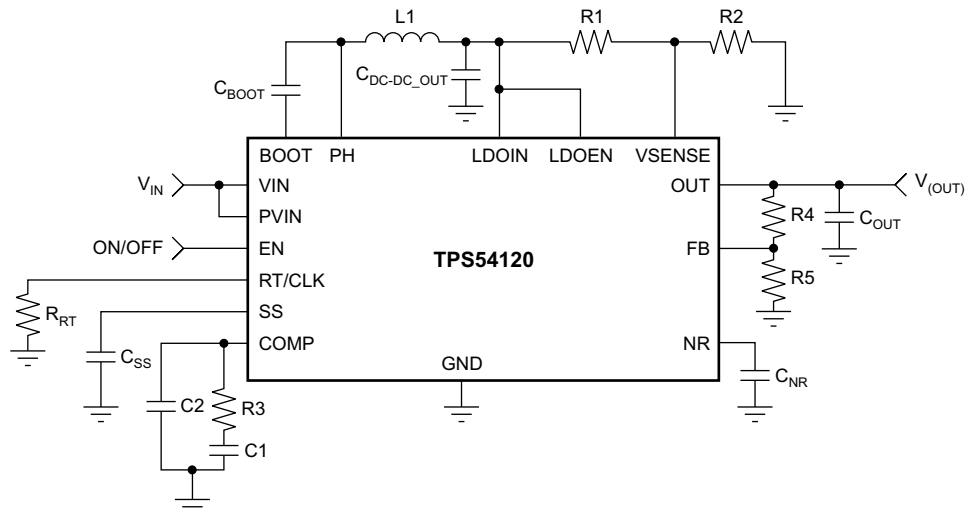 L1
R1
R2
C_BOOT
C_DC-DC_OUT
BOOT
PH
LDOIN
LDOEN
VSENSE
V_IN
VIN
OUT
V_(OUT)
PVIN
R4
C_OUT
ON/OFF
EN
TPS54120
FB
RT/CLK
R5
R_RT
SS
C_SS
COMP
NR
GND
C_NR
C2
R3
C1